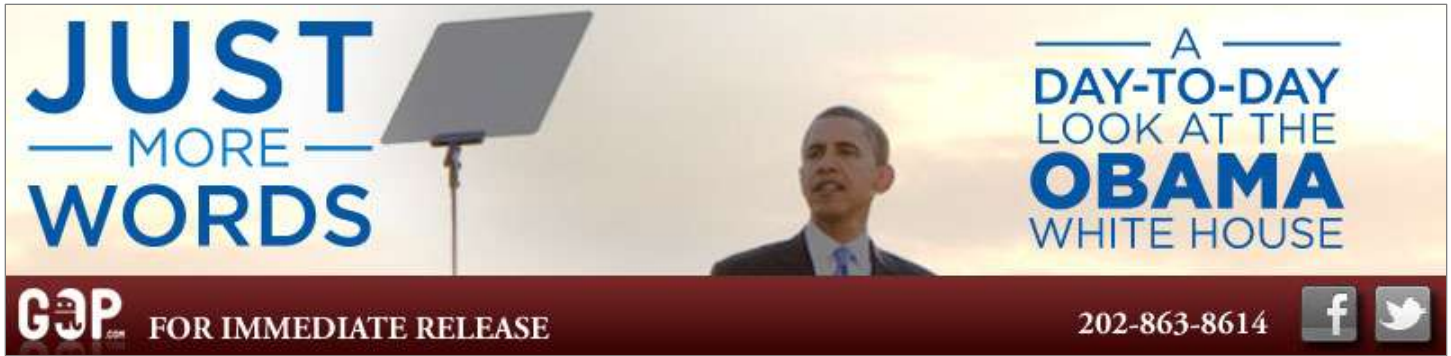 JUST
MORE
WORDS
A
DAY-TO-DAY
LOOK AT THE
OBAMA
WHITE HOUSE
GOP.COM
FOR IMMEDIATE RELEASE
202-863-8614